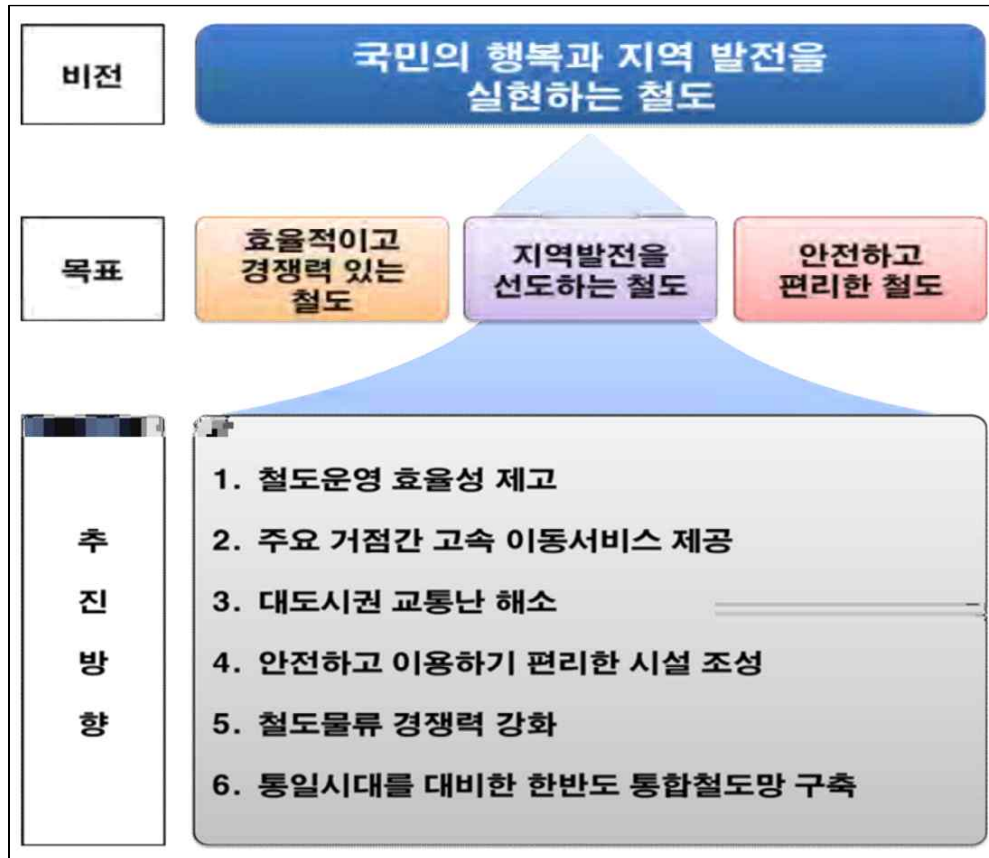 비전
국민의 행복과 지역 발전을
실현하는 철도
목표
효율적이고
경쟁력 있는
철도
지역발전을
선도하는 철도
안전하고
편리한 철도
추
진
방
향
1. 철도운영 효율성 제고
2. 주요 거점간 고속 이동서비스 제공
3. 대도시권 교통난 해소
4. 안전하고 이용하기 편리한 시설 조성
5. 철도물류 경쟁력 강화
6. 통일시대를 대비한 한반도 통합철도망 구축